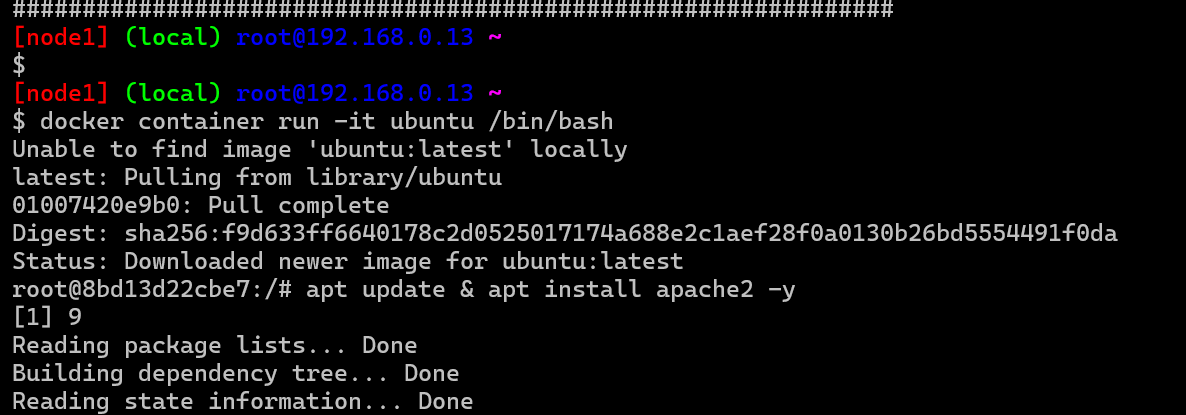 ###############################################################
[node1] (local) root@192.168.0.13 ~
$
[node1] (local) root@192.168.0.13 ~
$ docker container run -it ubuntu /bin/bash
Unable to find image 'ubuntu:latest' locally
latest: Pulling from library/ubuntu
01007420e9b0: Pull complete
Digest: sha256:f9d633ff6640178c2d0525017174a688e2c1aef28f0a0130b26bd5554491f0da
Status: Downloaded newer image for ubuntu:latest
root@8bd13d22cbe7:/# apt update & apt install apache2 -y
[1] 9
Reading package lists... Done
Building dependency tree... Done
Reading state information... Done